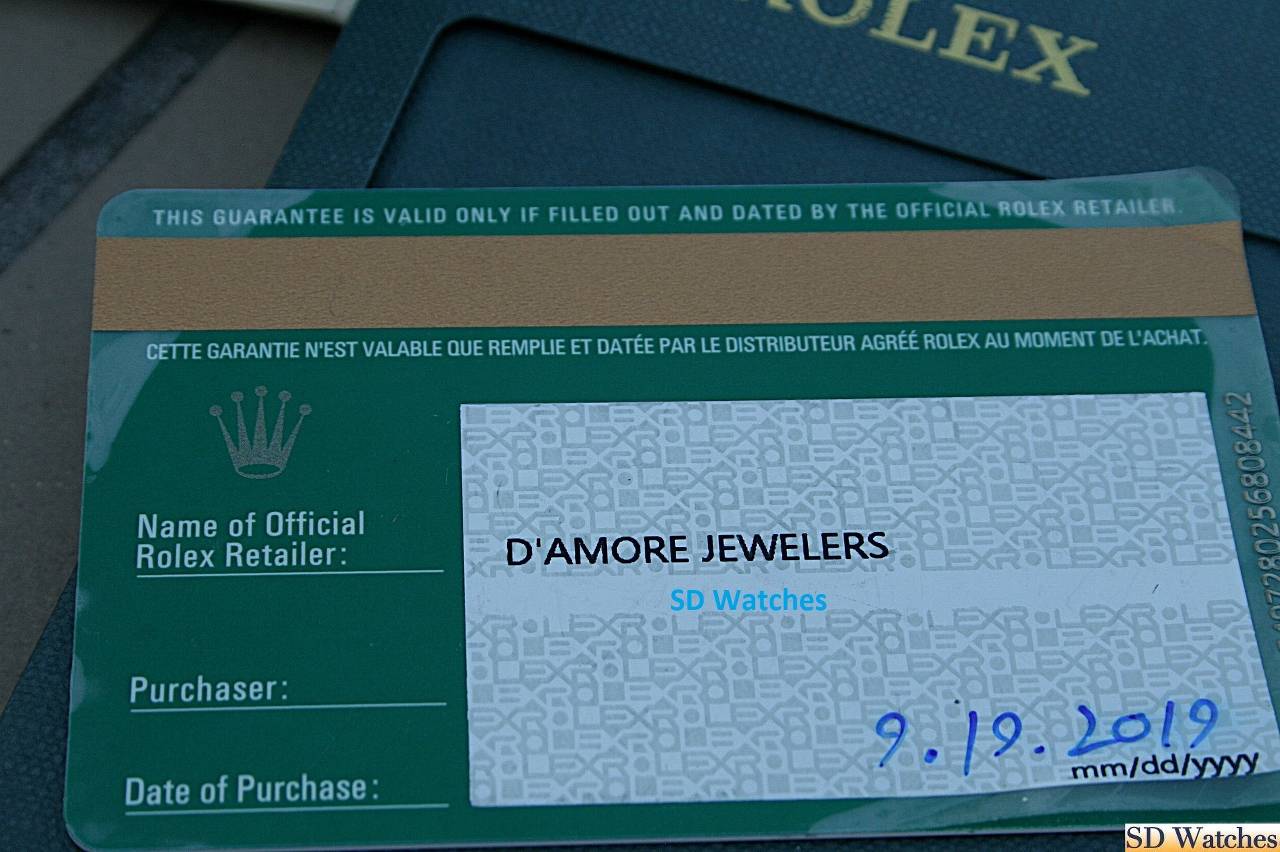 ROLEX
THIS GUARANTEE IS VALID ONLY IF FILLED OUT AND DATED BY THE OFFICIAL ROLEX RETAILER.
CETTE GARANTIE N'EST VALABLE QUE REMPLIE ET DATÉE PAR LE DISTRIBUTEUR AGRÉÉ ROLEX AU MOMENT DE L'ACHAT.
Name of Official
Rolex Retailer:
D'AMORE JEWELERS
SD Watches
Purchaser:
9.19.2019
mm/dd/yyyy
Date of Purchase:
SD Watches